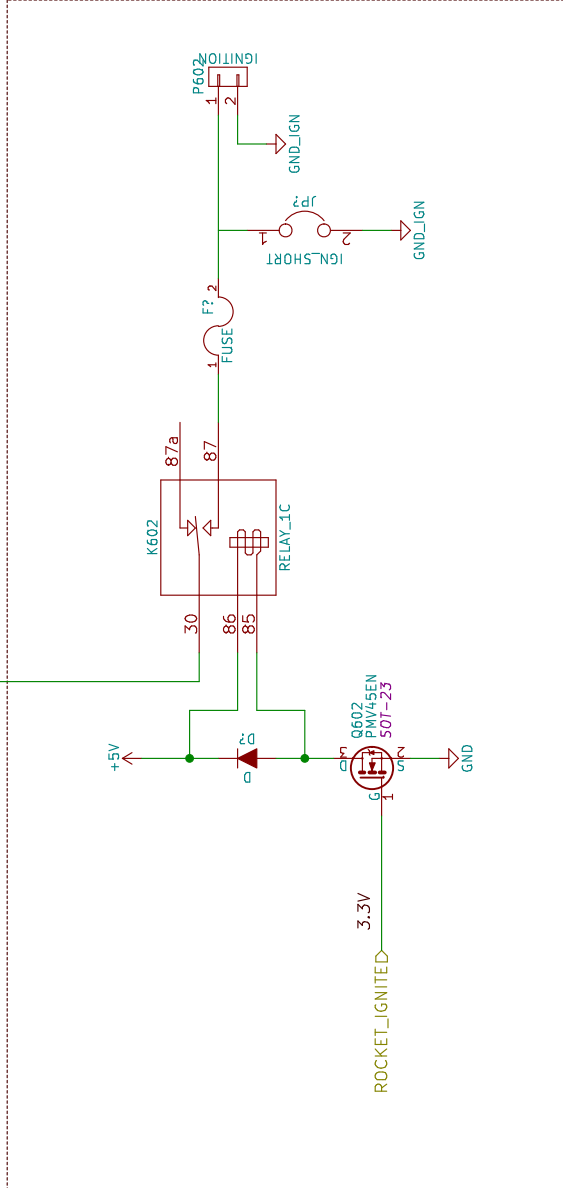 IGNITION
P602
1
2
GND_IGN
JP?
1
2
IGN_SHORT
GND_IGN
2
F?
FUSE
1
87a
87
K602
RELAY_1C
30
86
85
Q602
PMV45EN
SOT-23
+5V
D?
D
3
D
2
S
GND
G
1
3.3V
ROCKET_IGNITE